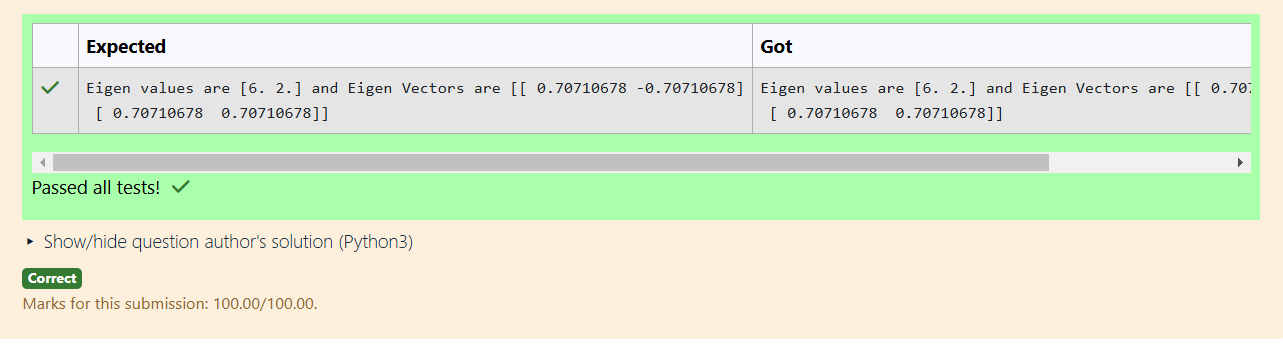 Expected Got
Eigen values are [6. 2.] and Eigen Vectors are [[ 0.70710678 -0.70710678] Eigen values are [6. 2.] and Eigen Vectors are [[ 0.70
[ 0.70710678  0.70710678]] [ 0.70710678  0.70710678]]
Passed all tests!
Show/hide question author's solution (Python3)
Correct
Marks for this submission: 100.00/100.00.